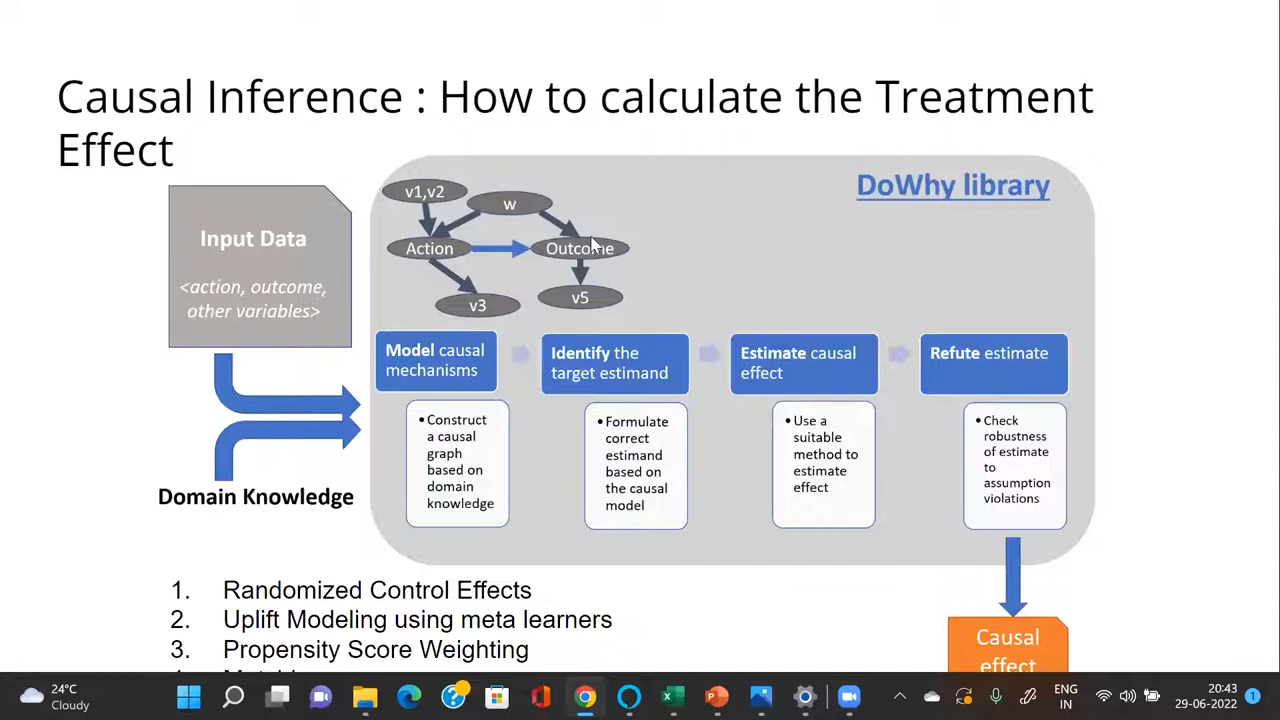 Causal Inference : How to calculate the Treatment
Effect
DoWhy library
Input Data
<action, outcome,
other variables>
v1,v2
w
Action
Outcome
v3
v5
Domain Knowledge
Model causal
mechanisms
Identify the
target estimand
Estimate causal
effect
Refute estimate
•Construct
a causal
graph
based on
domain
knowledge
•Formulate
correct
estimand
based on
the causal
model
•Use a
suitable
method to
estimate
effect
•Check
robustness
of estimate
to
assumption
violations
Causal
effect
1. Randomized Control Effects
2. Uplift Modeling using meta learners
3. Propensity Score Weighting
24°C
Cloudy
ENG
IN
20:43
29-06-2022
1